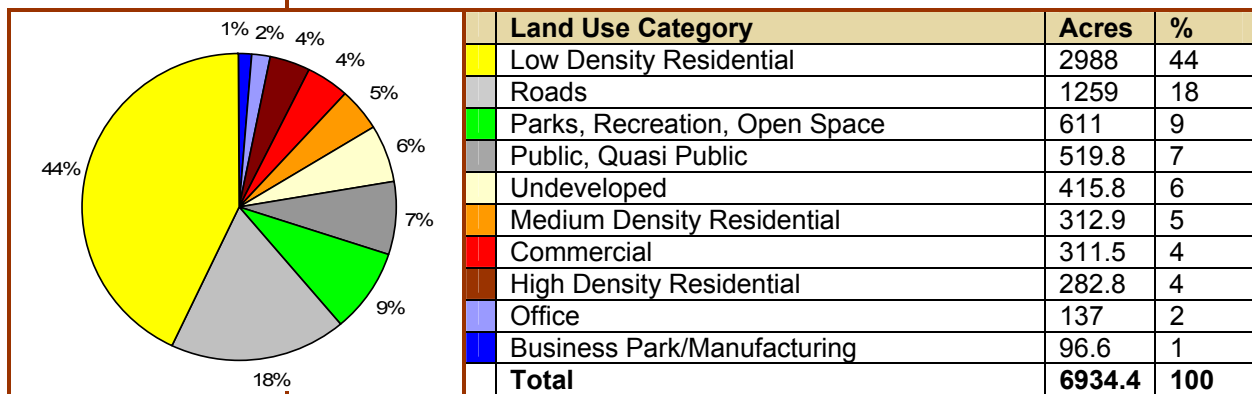 1% 2% 4%
4%
5%
6%
7%
9%
18%
44%
Land Use Category Acres %
Low Density Residential 2988 44
Roads 1259 18
Parks, Recreation, Open Space 611 9
Public, Quasi Public 519.8 7
Undeveloped 415.8 6
Medium Density Residential 312.9 5
Commercial 311.5 4
High Density Residential 282.8 4
Office 137 2
Business Park/Manufacturing 96.6 1
Total 6934.4 100